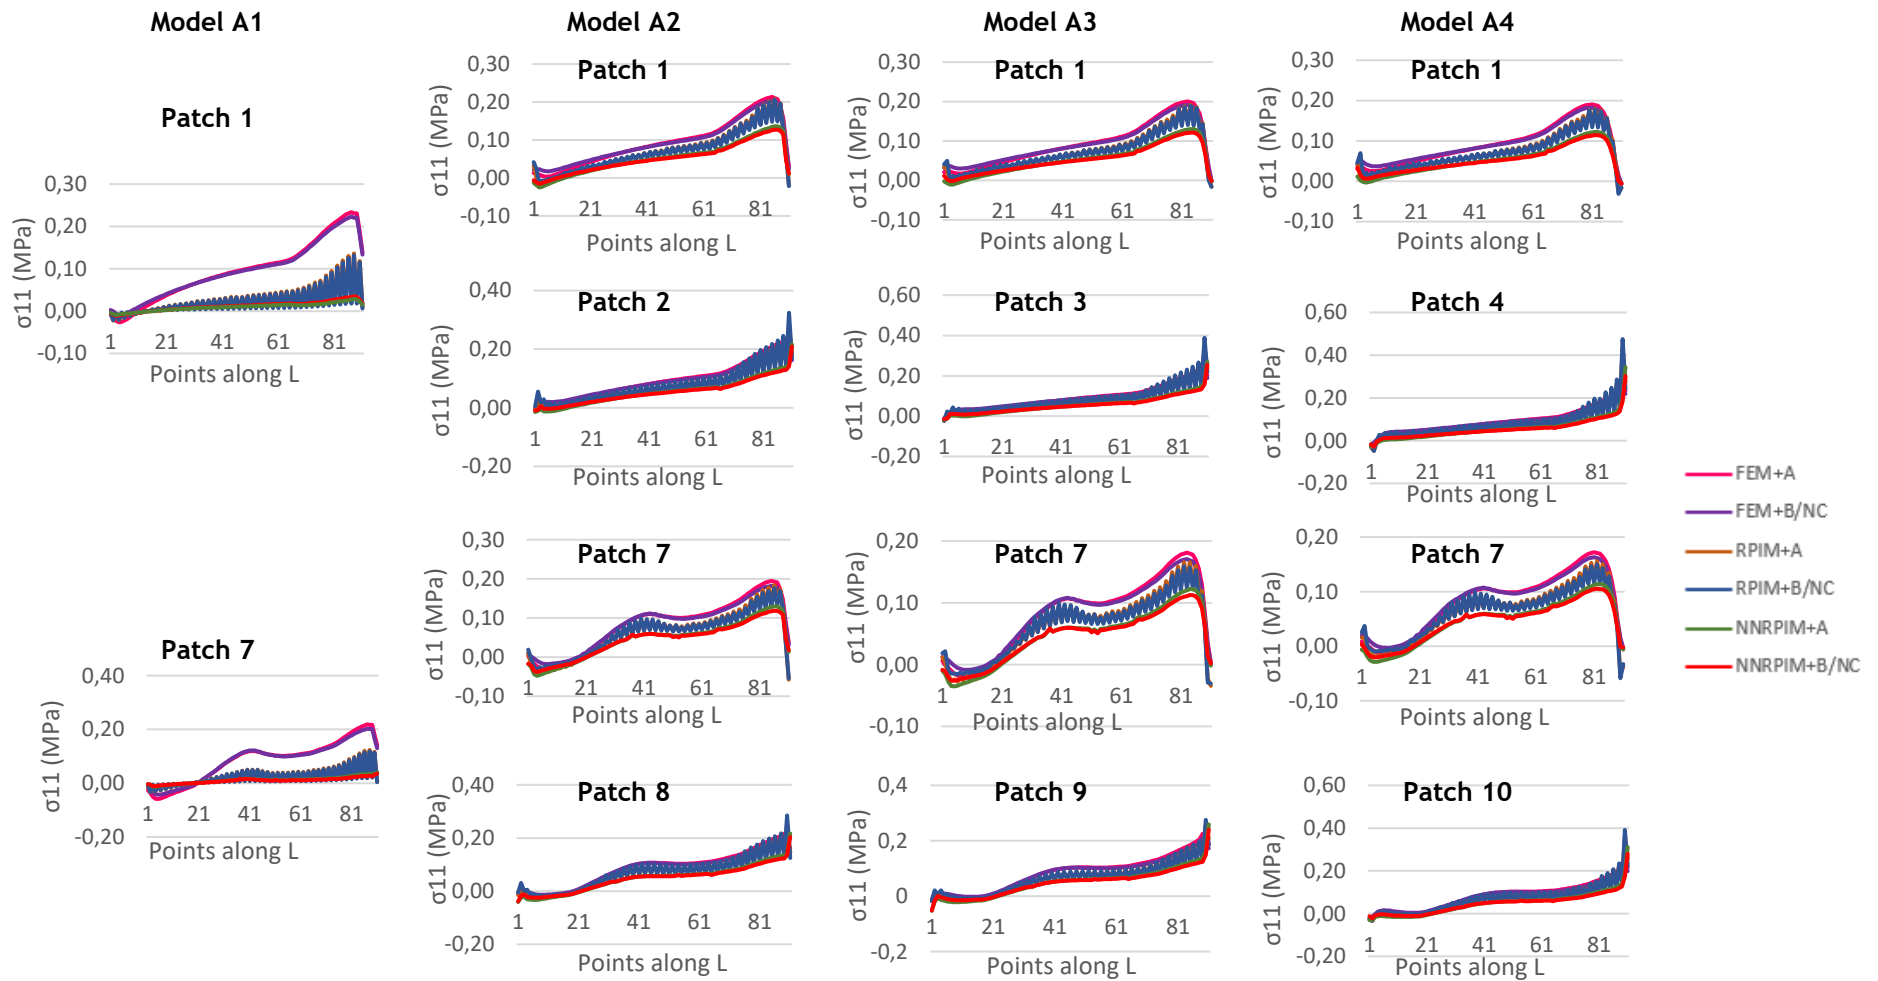 Model A1
Model A2
Model A3
Model A4
Patch 1
0,30
0,20
0,10
0,00
-0,10
1 21 41 61 81
σ11 (MPa)
Points along L
Patch 7
0,40
0,20
0,00
-0,20
1 21 41 61 81
σ11 (MPa)
Points along L
Patch 1
0,30
0,20
0,10
0,00
-0,10
1 21 41 61 81
σ11 (MPa)
Points along L
Patch 2
0,40
0,20
0,00
-0,20
1 21 41 61 81
σ11 (MPa)
Points along L
Patch 7
0,30
0,20
0,10
0,00
-0,10
1 21 41 61 81
σ11 (MPa)
Points along L
Patch 8
0,40
0,20
0,00
-0,20
1 21 41 61 81
σ11 (MPa)
Points along L
Patch 1
0,30
0,20
0,10
0,00
-0,10
1 21 41 61 81
σ11 (MPa)
Points along L
Patch 3
0,60
0,40
0,20
0,00
-0,20
1 21 41 61 81
σ11 (MPa)
Points along L
Patch 7
0,20
0,10
0,00
-0,10
1 21 41 61 81
σ11 (MPa)
Points along L
Patch 9
0,4
0,2
0
-0,2
1 21 41 61 81
σ11 (MPa)
Points along L
Patch 1
0,30
0,20
0,10
0,00
-0,10
1 21 41 61 81
σ11 (MPa)
Points along L
Patch 4
0,60
0,40
0,20
0,00
-0,20
1 21 41 61 81
σ11 (MPa)
Points along L
Patch 7
0,20
0,10
0,00
-0,10
1 21 41 61 81
σ11 (MPa)
Points along L
Patch 10
0,60
0,40
0,20
0,00
-0,20
1 21 41 61 81
σ11 (MPa)
Points along L
FEM+A
FEM+B/NC
RPIM+A
RPIM+B/NC
NNRPIM+A
NNRPIM+B/NC